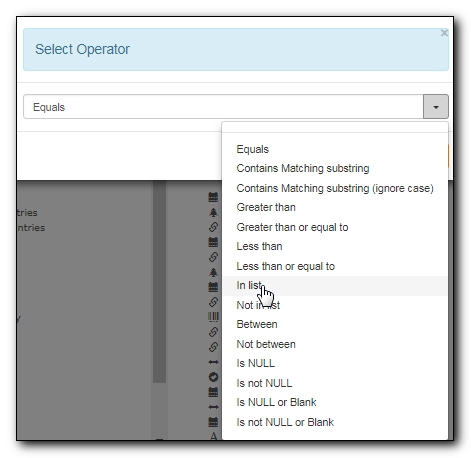 ×
Select Operator
Equals
Equals
Contains Matching substring
Contains Matching substring (ignore case)
Greater than
Greater than or equal to
Less than
Less than or equal to
In list
Not in list
Between
Not between
Is NULL
Is not NULL
Is NULL or Blank
Is not NULL or Blank
tries
ntries
y
A